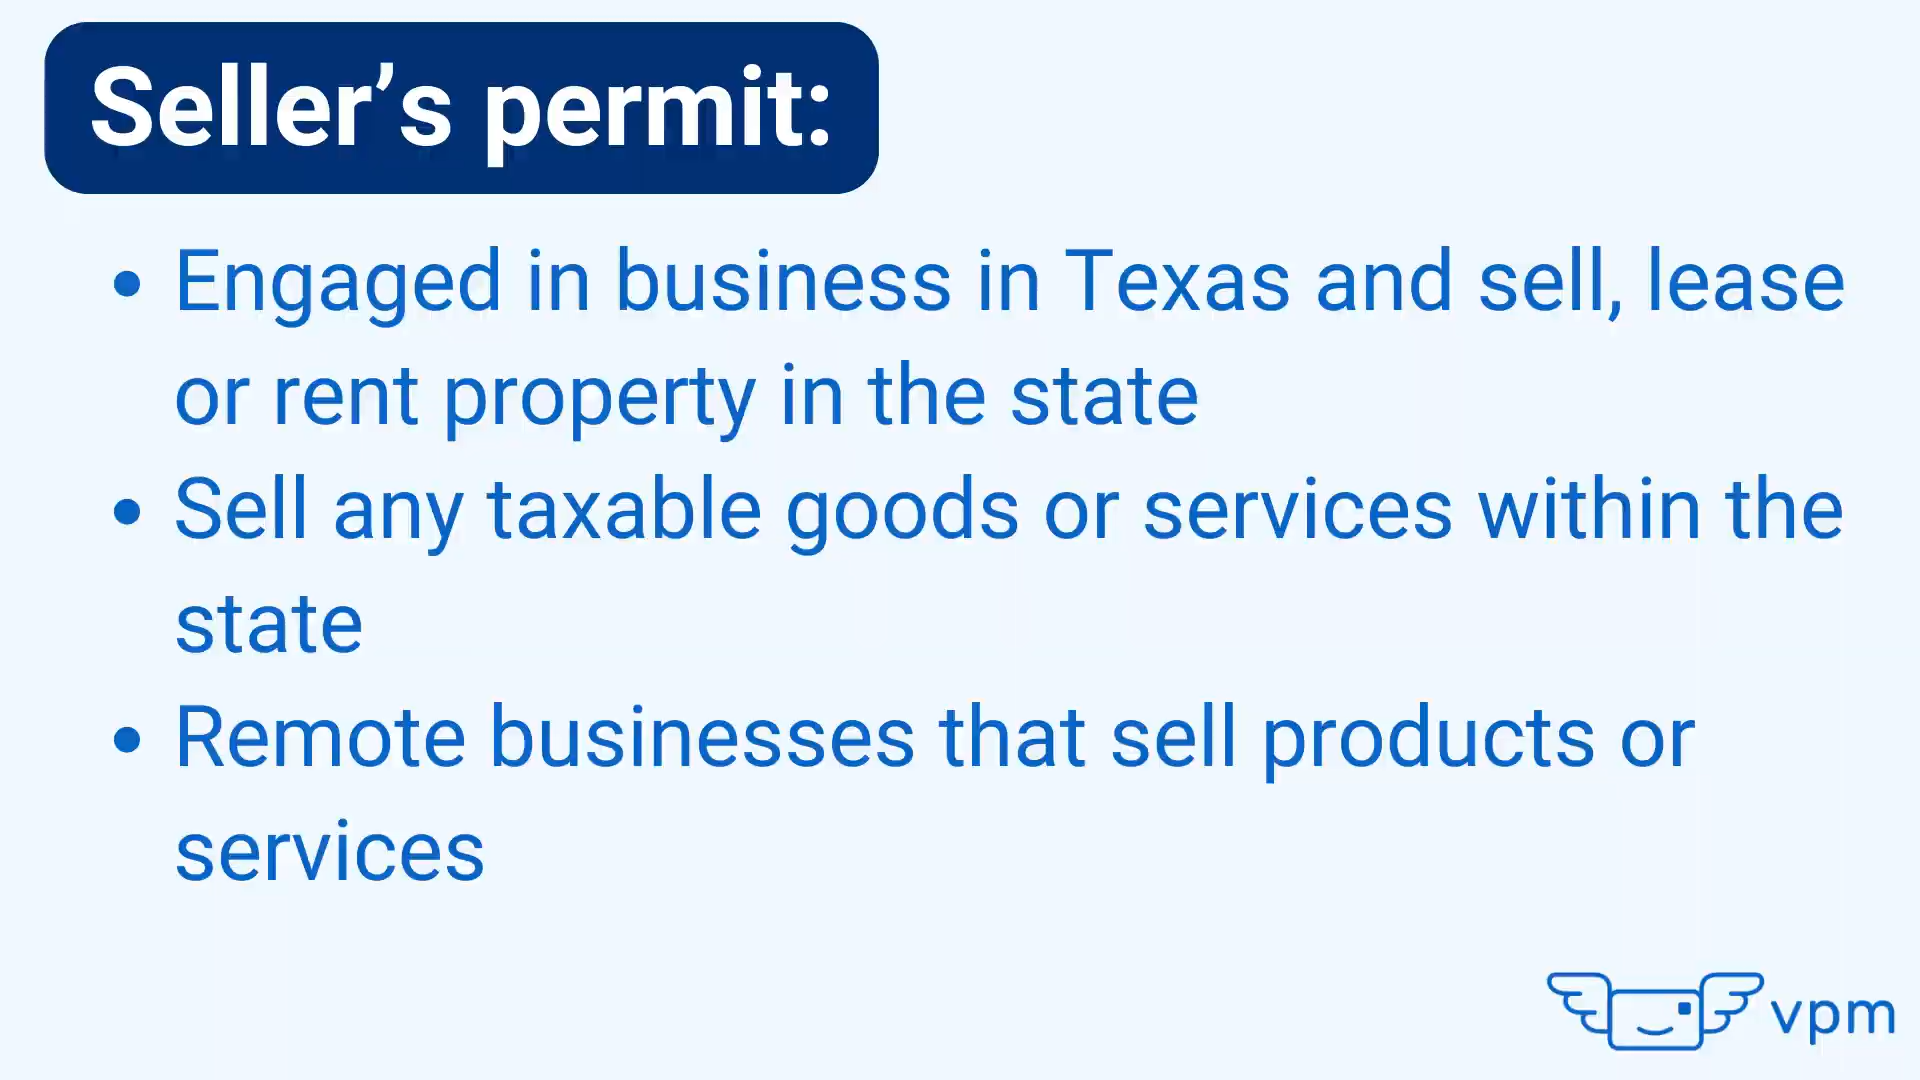 Seller’s permit:
• Engaged in business in Texas and sell, lease
or rent property in the state
• Sell any taxable goods or services within the
state
• Remote businesses that sell products or
services
vpm